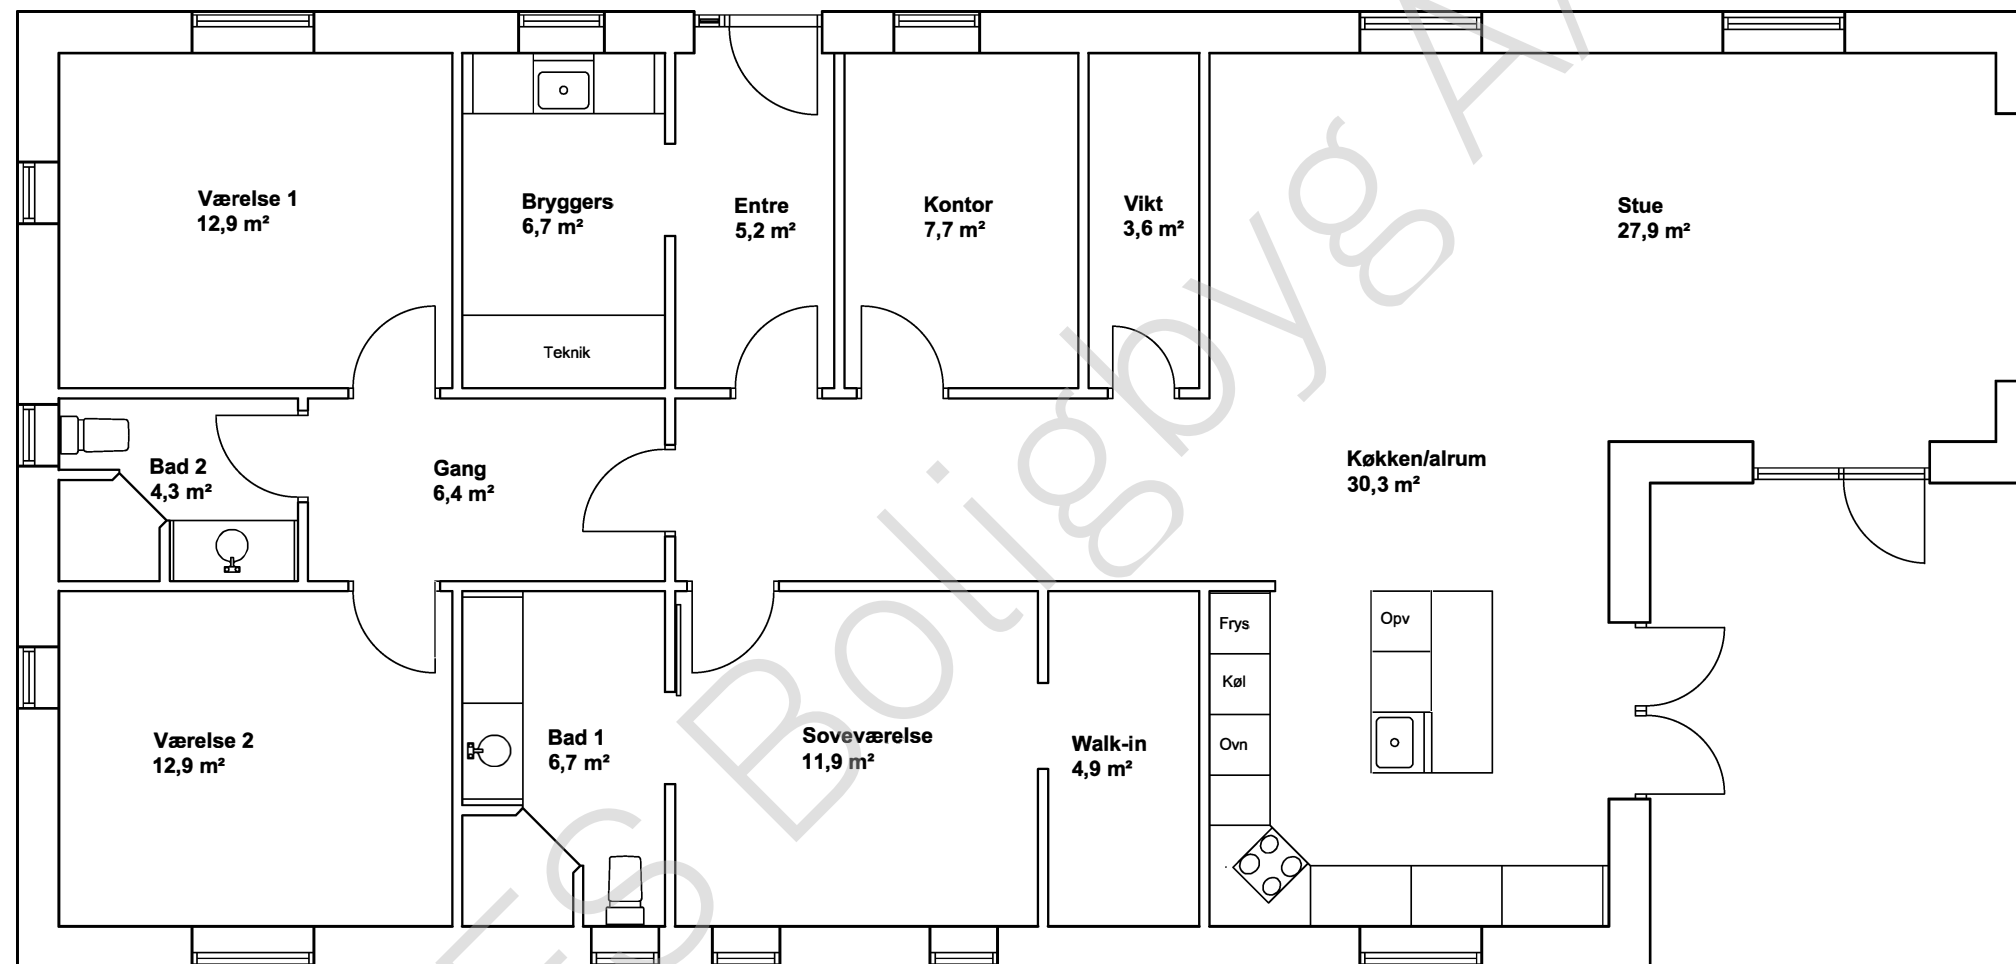 Værelse 1
12,9 m²
Bryggers
6,7 m²
Entre
5,2 m²
Kontor
7,7 m²
Vikt
3,6 m²
Stue
27,9 m²
Teknik
Bad 2
4,3 m²
Gang
6,4 m²
Køkken/alrum
30,3 m²
Frys
Opv
Køl
Værelse 2
12,9 m²
Bad 1
6,7 m²
Soveværelse
11,9 m²
Walk-in
4,9 m²
Ovn
Boligbyg